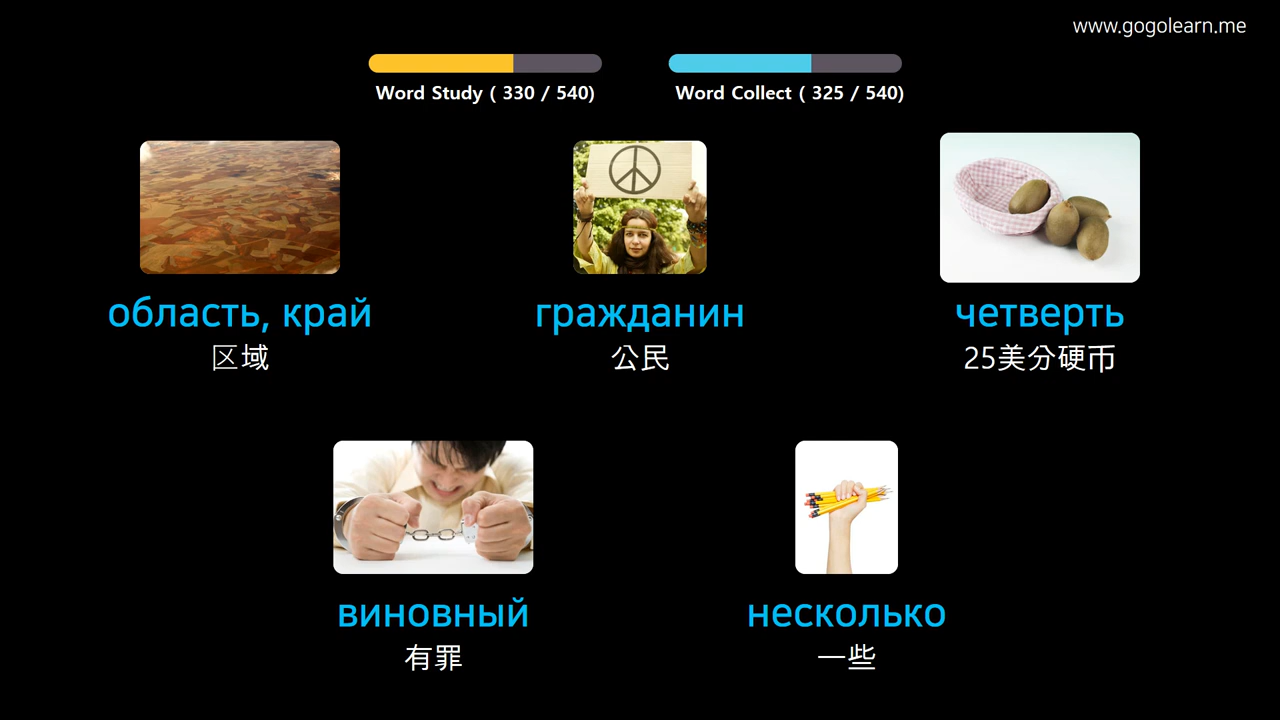 www.gogolearn.me
Word Study ( 330 / 540)
Word Collect ( 325 / 540)
область, край
区域
гражданин
公民
четверть
25美分硬币
виновный
有罪
несколько
一些